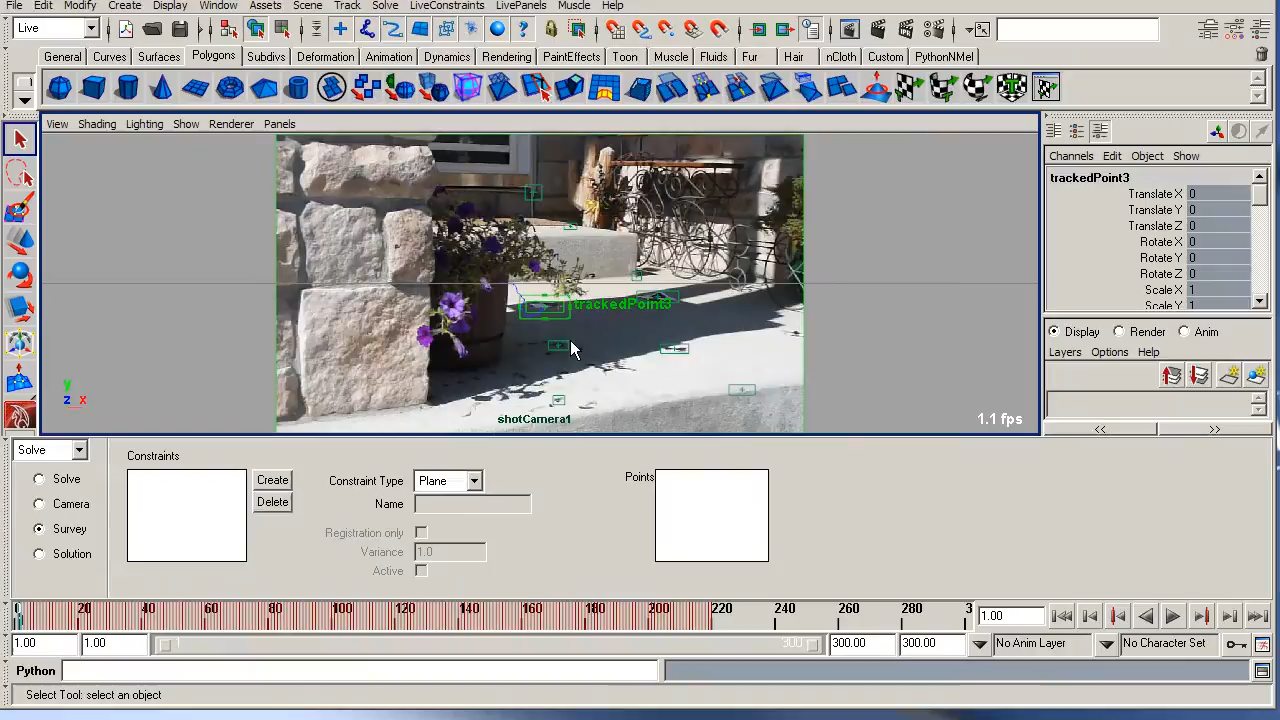 File Edit Modify Create Display Window Assets Scene Track Solve LiveConstraints LivePanels Muscle Help
Live
General Curves Surfaces Polygons Subdivs Deformation Animation Dynamics Rendering PaintEffects Toon Muscle Fluids Fur Hair nCloth Custom PythonNMel
View Shading Lighting Show Renderer Panels
Channels Edit Object Show
trackedPoint3
Translate X 0
Translate Y 0
Translate Z 0
Rotate X 0
Rotate Y 0
Rotate Z 0
Scale X 1
Scale Y 1
trackedPoint3
Display Render Anim
Layers Options Help
y
z x
shotCamera1
1.1 fps
<< >>
Solve
Solve
Camera
Survey
Solution
Constraints
Create
Delete
Constraint Type Plane
Name
Registration only
Variance 1.0
Active
Points
0 20 40 60 80 100 120 140 160 180 200 220 240 260 280 3
1.00
1.00 1.00 1 300 300.00 300.00 No Anim Layer No Character Set
Python
Select Tool: select an object